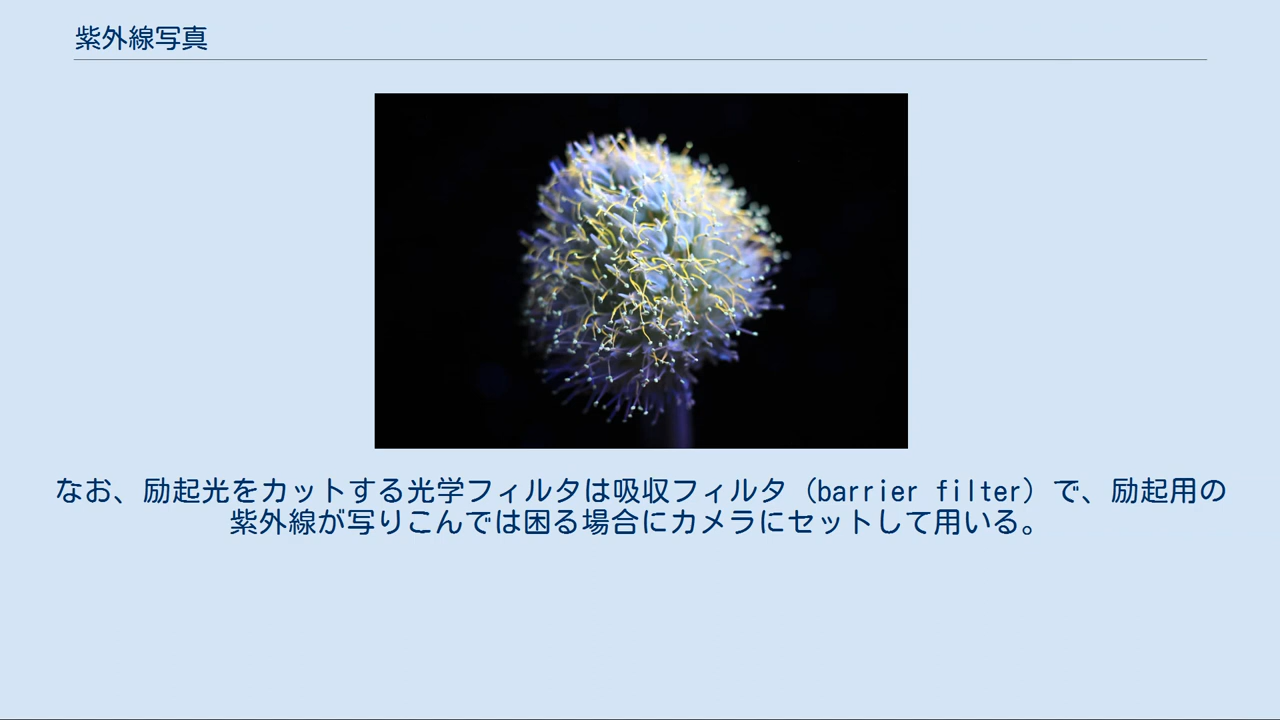 紫外線写真
なお、励起光をカットする光学フィルタは吸収フィルタ（barrier filter）で、励起用の
紫外線が写りこんでは困る場合にカメラにセットして用いる。